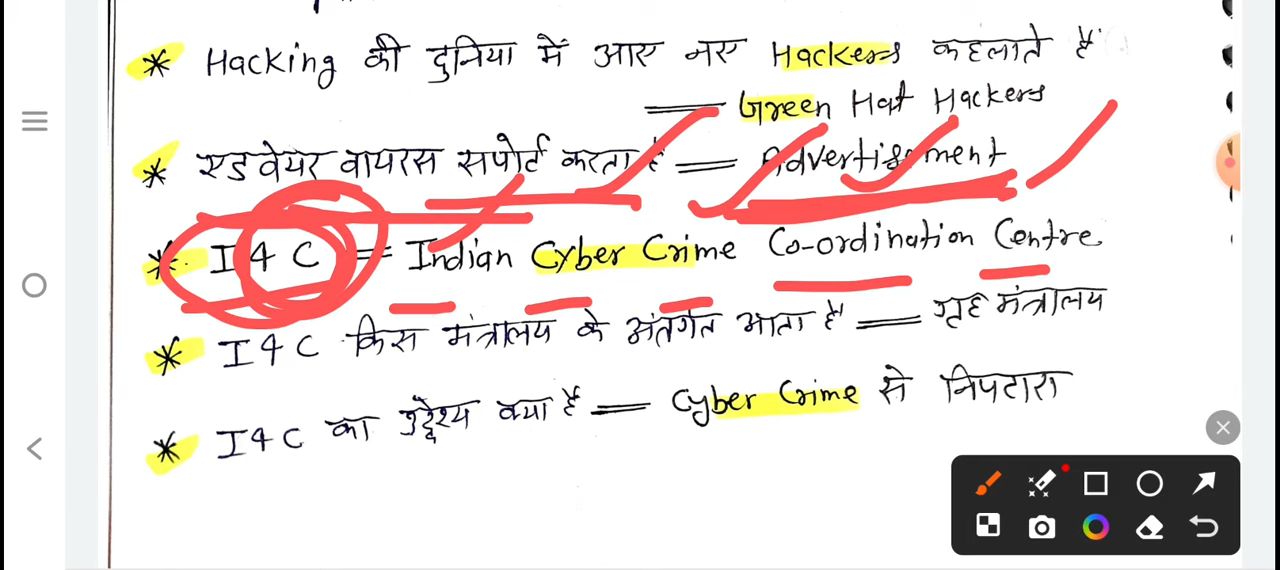 * Hacking की दुनिया में आए नए Hackers कहलाते है
= Green Hat Hackers
* एडवेयर वायरस सपोर्ट करता है = Advertisement
* I4C = Indian Cyber Crime Co-ordination Centre
* I4C किस मंत्रालय के अंतर्गत आता है = गृह मंत्रालय
* I4C का उद्देश्य क्या है = Cyber Crime से निपटारा